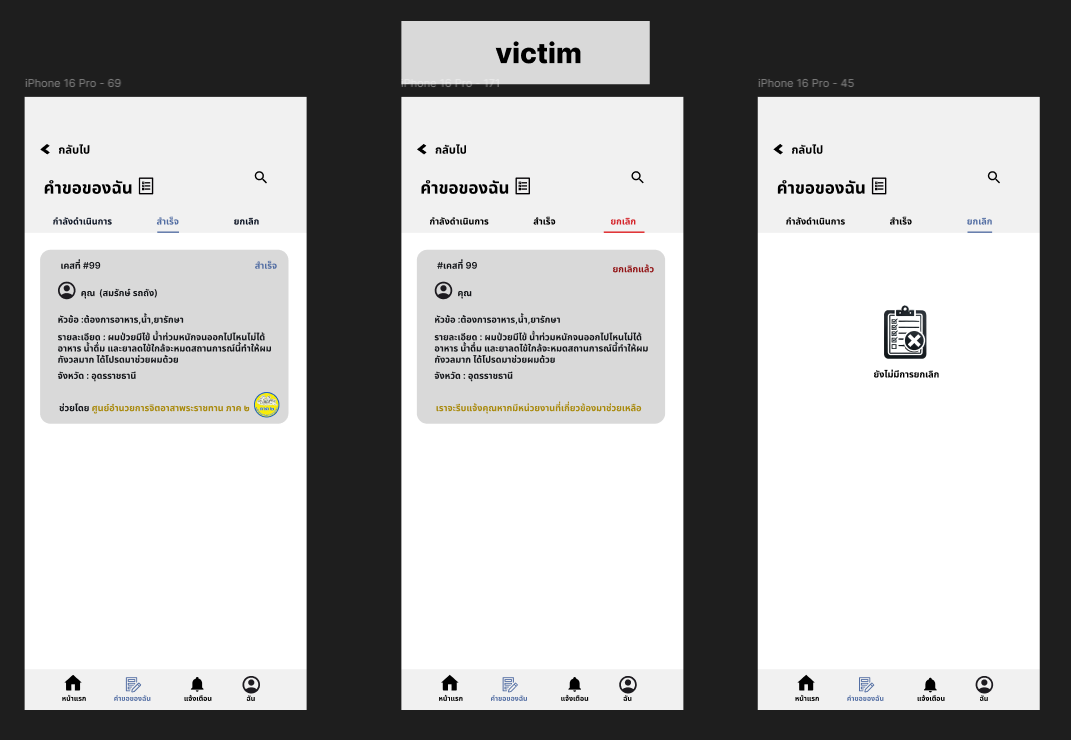 victim
iPhone 16 Pro - 69
กลับไป
คำขอของฉัน
กำลังดำเนินการ สำเร็จ ยกเลิก
เคสที่ #99 สำเร็จ
คุณ (สมรักษ์ รถถัง)
หัวข้อ :ต้องการอาหาร,น้ำ,ยารักษา
รายละเอียด : ผมป่วยมีไข้ น้ำท่วมหนักจนออกไปไหนไม่ได้
อาหาร น้ำดื่ม และยาลดไข้ใกล้จะหมดสถานการณ์นี้ทำให้ผม
กังวลมาก ได้โปรดมาช่วยผมด้วย
จังหวัด : อุดรราชธานี
ช่วยโดย ศูนย์อำนวยการจิตอาสาพระราชทาน ภาค ๒
หน้าแรก คำขอของฉัน แจ้งเตือน ฉัน
iPhone 16 Pro - 171
กลับไป
คำขอของฉัน
กำลังดำเนินการ สำเร็จ ยกเลิก
#เคสที่ 99 ยกเลิกแล้ว
คุณ
หัวข้อ :ต้องการอาหาร,น้ำ,ยารักษา
รายละเอียด : ผมป่วยมีไข้ น้ำท่วมหนักจนออกไปไหนไม่ได้
อาหาร น้ำดื่ม และยาลดไข้ใกล้จะหมดสถานการณ์นี้ทำให้ผม
กังวลมาก ได้โปรดมาช่วยผมด้วย
จังหวัด : อุดรราชธานี
เราจะรีบแจ้งคุณหากมีหน่วยงานที่เกี่ยวข้องมาช่วยเหลือ
หน้าแรก คำขอของฉัน แจ้งเตือน ฉัน
iPhone 16 Pro - 45
กลับไป
คำขอของฉัน
กำลังดำเนินการ สำเร็จ ยกเลิก
ยังไม่มีการยกเลิก
หน้าแรก คำขอของฉัน แจ้งเตือน ฉัน